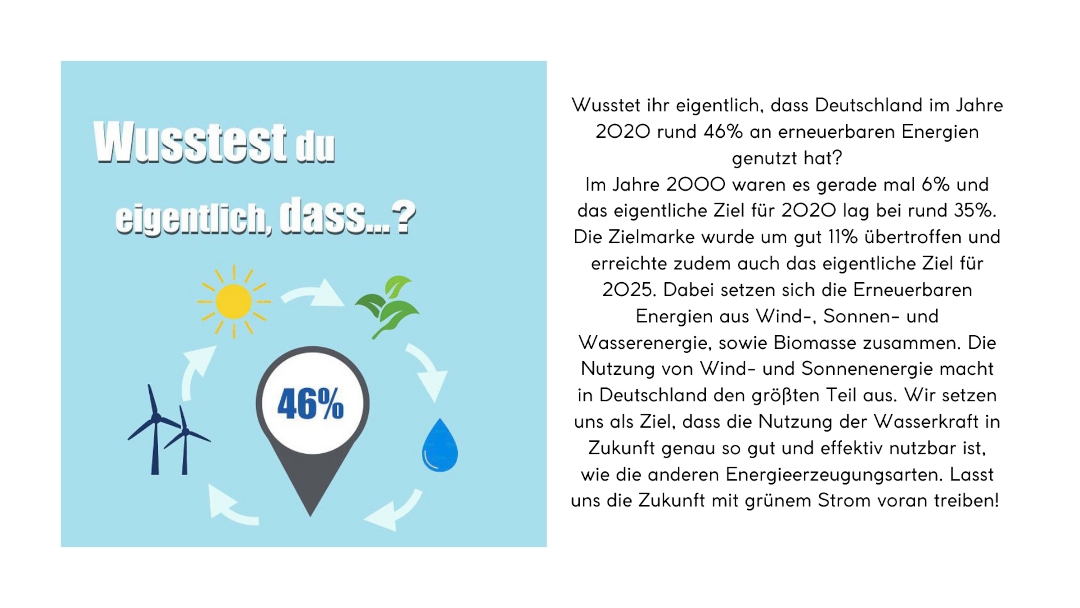 Wusstest du
eigentlich, dass...?
46%
Wusstet ihr eigentlich, dass Deutschland im Jahre
2020 rund 46% an erneuerbaren Energien
genutzt hat?
Im Jahre 2000 waren es gerade mal 6% und
das eigentliche Ziel für 2020 lag bei rund 35%.
Die Zielmarke wurde um gut 11% übertroffen und
erreichte zudem auch das eigentliche Ziel für
2025. Dabei setzen sich die Erneuerbaren
Energien aus Wind-, Sonnen- und
Wasserenergie, sowie Biomasse zusammen. Die
Nutzung von Wind- und Sonnenenergie macht
in Deutschland den größten Teil aus. Wir setzen
uns als Ziel, dass die Nutzung der Wasserkraft in
Zukunft genau so gut und effektiv nutzbar ist,
wie die anderen Energieerzeugungsarten. Lasst
uns die Zukunft mit grünem Strom voran treiben!